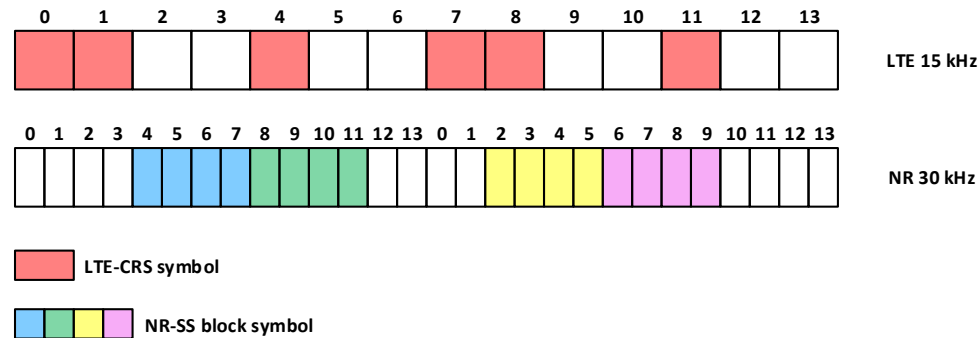 0 1 2 3 4 5 6 7 8 9 10 11 12 13
LTE 15 kHz
0 1 2 3 4 5 6 7 8 9 10 11 12 13 0 1 2 3 4 5 6 7 8 9 10 11 12 13
NR 30 kHz
LTE-CRS symbol
NR-SS block symbol